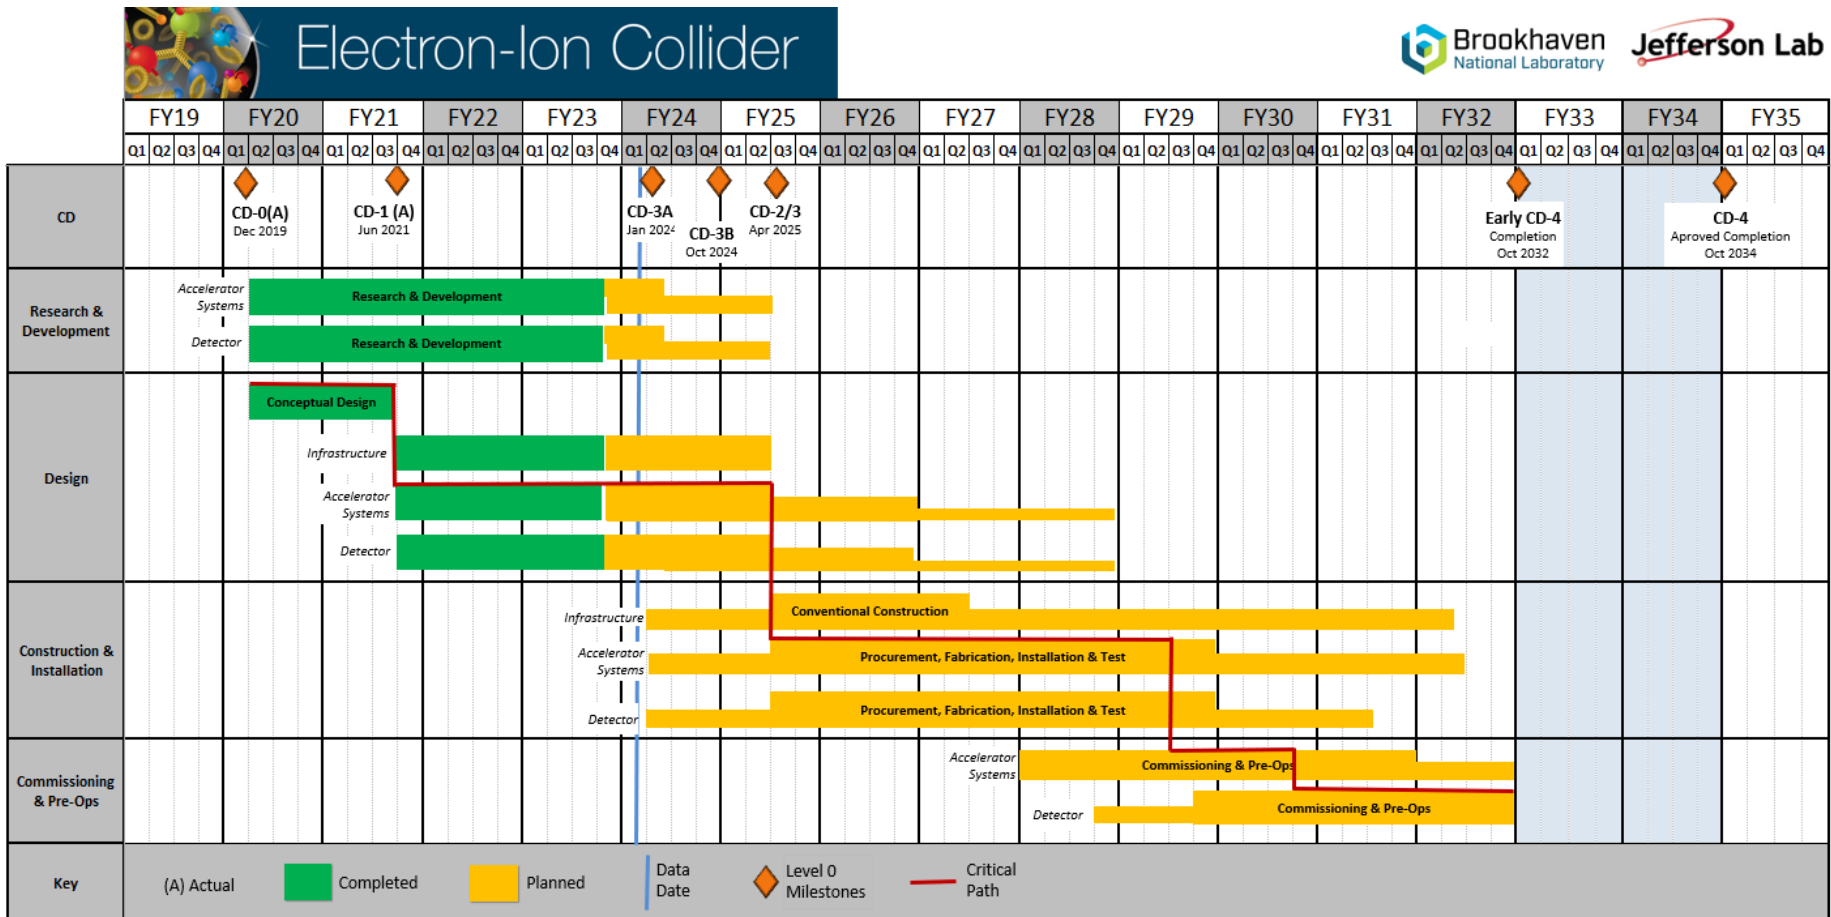 Electron-Ion Collider
Brookhaven
National Laboratory
Jefferson Lab
FY19 FY20 FY21 FY22 FY23 FY24 FY25 FY26 FY27 FY28 FY29 FY30 FY31 FY32 FY33 FY34 FY35
Q1 Q2 Q3 Q4 Q1 Q2 Q3 Q4 Q1 Q2 Q3 Q4 Q1 Q2 Q3 Q4 Q1 Q2 Q3 Q4 Q1 Q2 Q3 Q4 Q1 Q2 Q3 Q4 Q1 Q2 Q3 Q4 Q1 Q2 Q3 Q4 Q1 Q2 Q3 Q4 Q1 Q2 Q3 Q4 Q1 Q2 Q3 Q4 Q1 Q2 Q3 Q4 Q1 Q2 Q3 Q4 Q1 Q2 Q3 Q4 Q1 Q2 Q3 Q4 Q1 Q2 Q3 Q4
CD
CD-0(A)
Dec 2019
CD-1 (A)
Jun 2021
CD-3A
Jan 2024
CD-3B
Oct 2024
CD-2/3
Apr 2025
Early CD-4
Completion
Oct 2032
CD-4
Aproved Completion
Oct 2034
Research &
Development
Accelerator
Systems
Research & Development
Detector
Research & Development
Design
Conceptual Design
Infrastructure
Accelerator
Systems
Detector
Construction &
Installation
Infrastructure
Conventional Construction
Accelerator
Systems
Procurement, Fabrication, Installation & Test
Detector
Procurement, Fabrication, Installation & Test
Commissioning
& Pre-Ops
Accelerator
Systems
Commissioning & Pre-Ops
Detector
Commissioning & Pre-Ops
Key
(A) Actual
Completed
Planned
Data
Date
Level 0
Milestones
Critical
Path